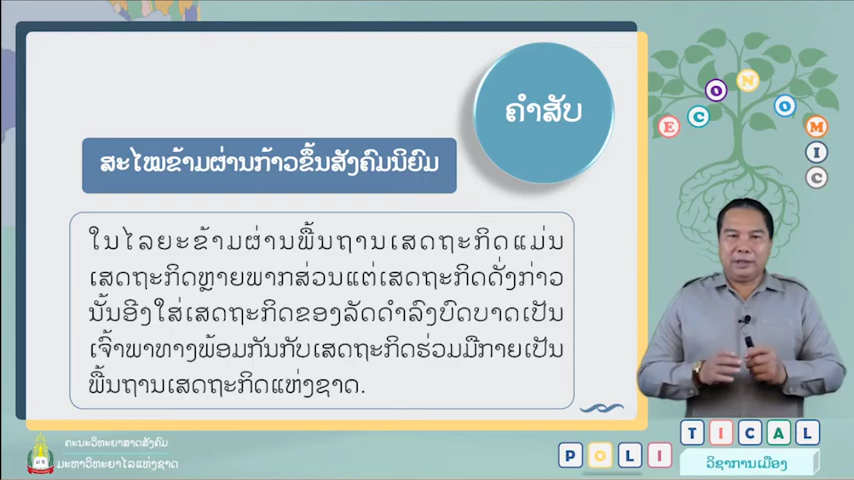 ຄຳສັບ
ສະໄໝຂ້າມຜ່ານກ້າວຂຶ້ນສັງຄົມນິຍົມ
ໃນໄລຍະຂ້າມຜ່ານພື້ນຖານເສດຖະກິດແມ່ນ
ເສດຖະກິດຫຼາຍພາກສ່ວນແຕ່ເສດຖະກິດດັ່ງກ່າວ
ນັ້ນອີງໃສ່ເສດຖະກິດຂອງລັດດຳລົງບົດບາດເປັນ
ເຈົ້າພາທາງພ້ອມກັນກັບເສດຖະກິດຮ່ວມມືກາຍເປັນ
ພື້ນຖານເສດຖະກິດແຫ່ງຊາດ.
ECONOMIC
POLITICAL
ວິຊາການເມືອງ
ຄະນະວິທະຍາສາດສັງຄົມ
ມະຫາວິທະຍາໄລແຫ່ງຊາດ